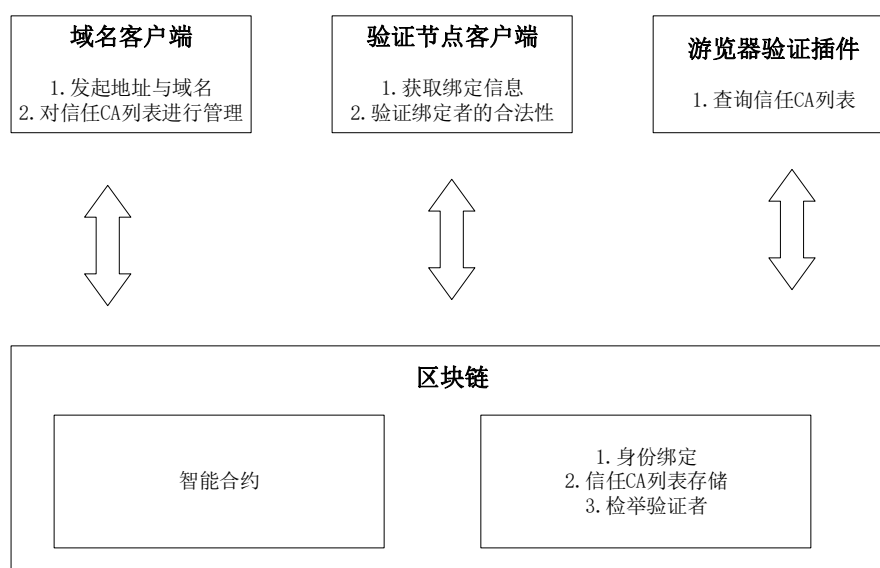 域名客户端
1.发起地址与域名
2.对信任CA列表进行管理
验证节点客户端
1.获取绑定信息
2.验证绑定者的合法性
游览器验证插件
1.查询信任CA列表
区块链
智能合约
1.身份绑定
2.信任CA列表存储
3.检举验证者